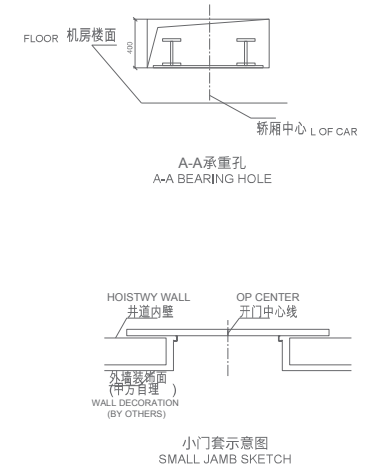 FLOOR 机房楼面
400
轿厢中心 L OF CAR
A-A承重孔
A-A BEARING HOLE
HOISTWY WALL
井道内壁
OP CENTER
开门中心线
外墙装饰面
(甲方自理 )
WALL DECORATION
(BY OTHERS)
小门套示意图
SMALL JAMB SKETCH